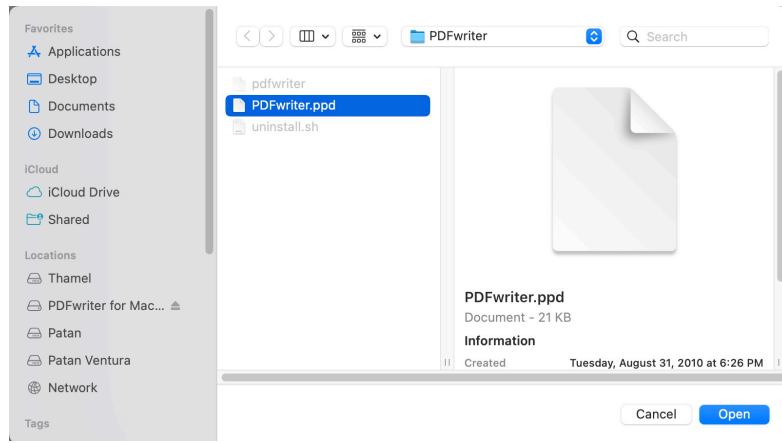 Favorites
Applications
Desktop
Documents
Downloads
iCloud
iCloud Drive
Shared
Locations
Thamel
PDFwriter for Mac...
Patan
Patan Ventura
Network
Tags
PDFwriter
Search
pdfwriter
PDFwriter.ppd
uninstall.sh
PDFwriter.ppd
Document - 21 KB
Information
Created Tuesday, August 31, 2010 at 6:26 PM
Cancel Open